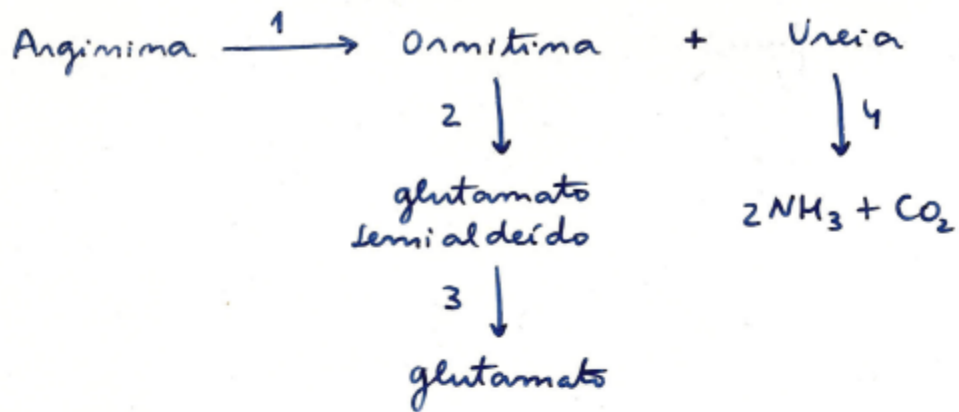 1
Arginina → Ornitina + Ureia
2 ↓ ↓ 4
glutamato
semialdeído
2NH₃ + CO₂
3 ↓
glutamato